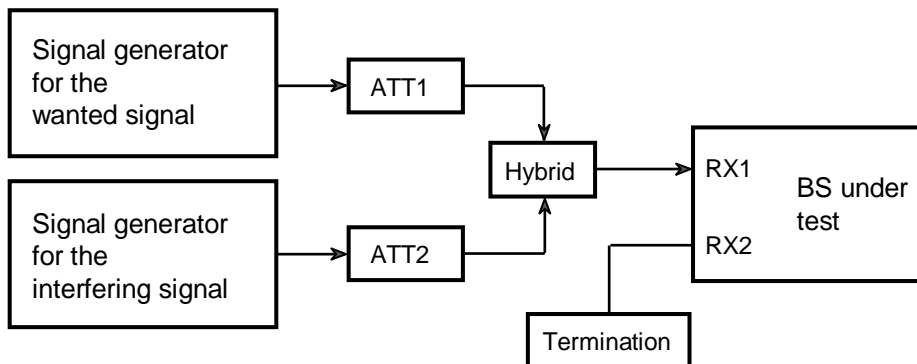 Signal generator
for the
wanted signal
ATT1
Hybrid
RX1
BS under
test
RX2
Signal generator
for the
interfering signal
ATT2
Termination